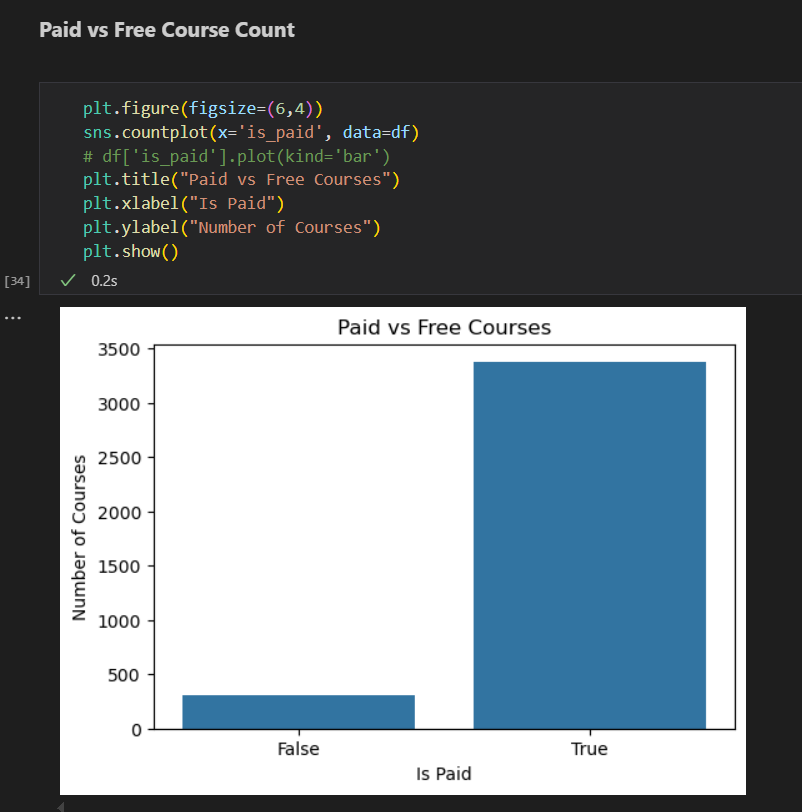 Paid vs Free Course Count
plt.figure(figsize=(6,4))
sns.countplot(x='is_paid', data=df)
# df['is_paid'].plot(kind='bar')
plt.title("Paid vs Free Courses")
plt.xlabel("Is Paid")
plt.ylabel("Number of Courses")
plt.show()
[34]
0.2s
...
Paid vs Free Courses
3500
3000
2500
2000
1500
1000
500
0
Number of Courses
False True
Is Paid